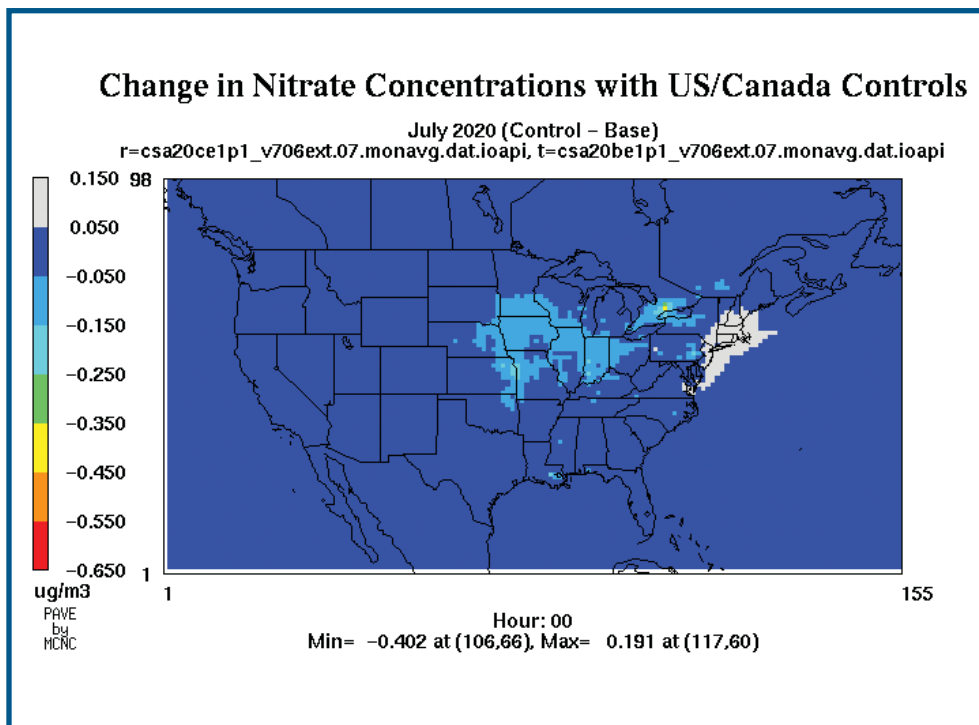 Change in Nitrate Concentrations with US/Canada Controls
July 2020 (Control – Base)
r=csa20ce1p1_v706ext.07.monavg.dat.ioapi, t=csa20be1p1_v706ext.07.monavg.dat.ioapi
0.150
0.050
−0.050
−0.150
−0.250
−0.350
−0.450
−0.550
−0.650
ug/m3
PAVE
by
MCNC
98
1
1
155
Hour: 00
Min= −0.402 at (106,66), Max= 0.191 at (117,60)